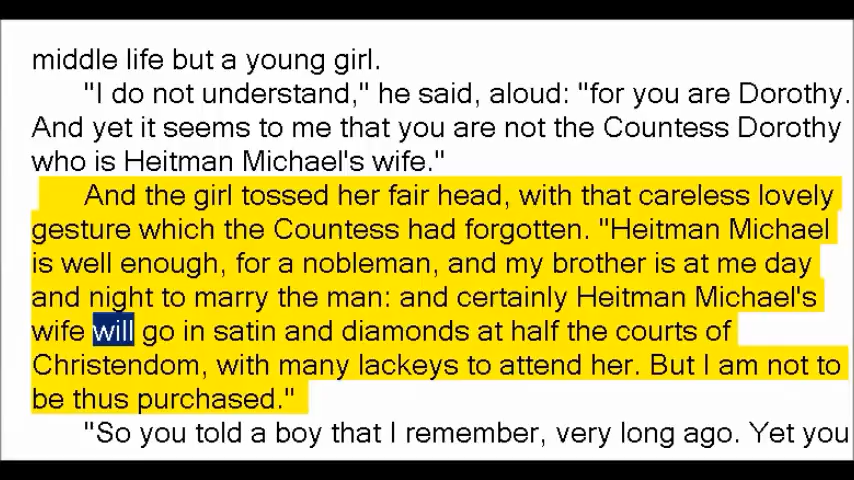 middle life but a young girl.
"I do not understand," he said, aloud: "for you are Dorothy.
And yet it seems to me that you are not the Countess Dorothy
who is Heitman Michael's wife."
And the girl tossed her fair head, with that careless lovely
gesture which the Countess had forgotten. "Heitman Michael
is well enough, for a nobleman, and my brother is at me day
and night to marry the man: and certainly Heitman Michael's
wife will go in satin and diamonds at half the courts of
Christendom, with many lackeys to attend her. But I am not to
be thus purchased."
"So you told a boy that I remember, very long ago. Yet you